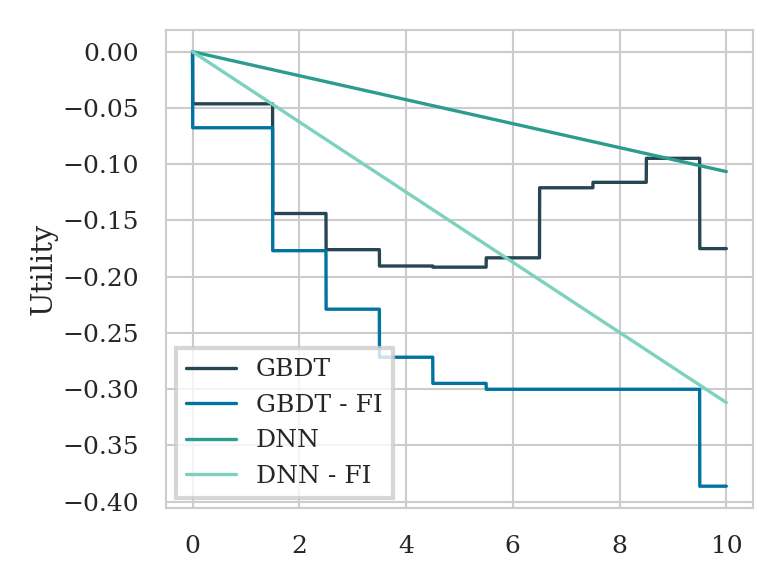 0.00
−0.05
−0.10
−0.15
−0.20
−0.25
−0.30
−0.35
−0.40
Utility
GBDT
GBDT - FI
DNN
DNN - FI
0 2 4 6 8 10